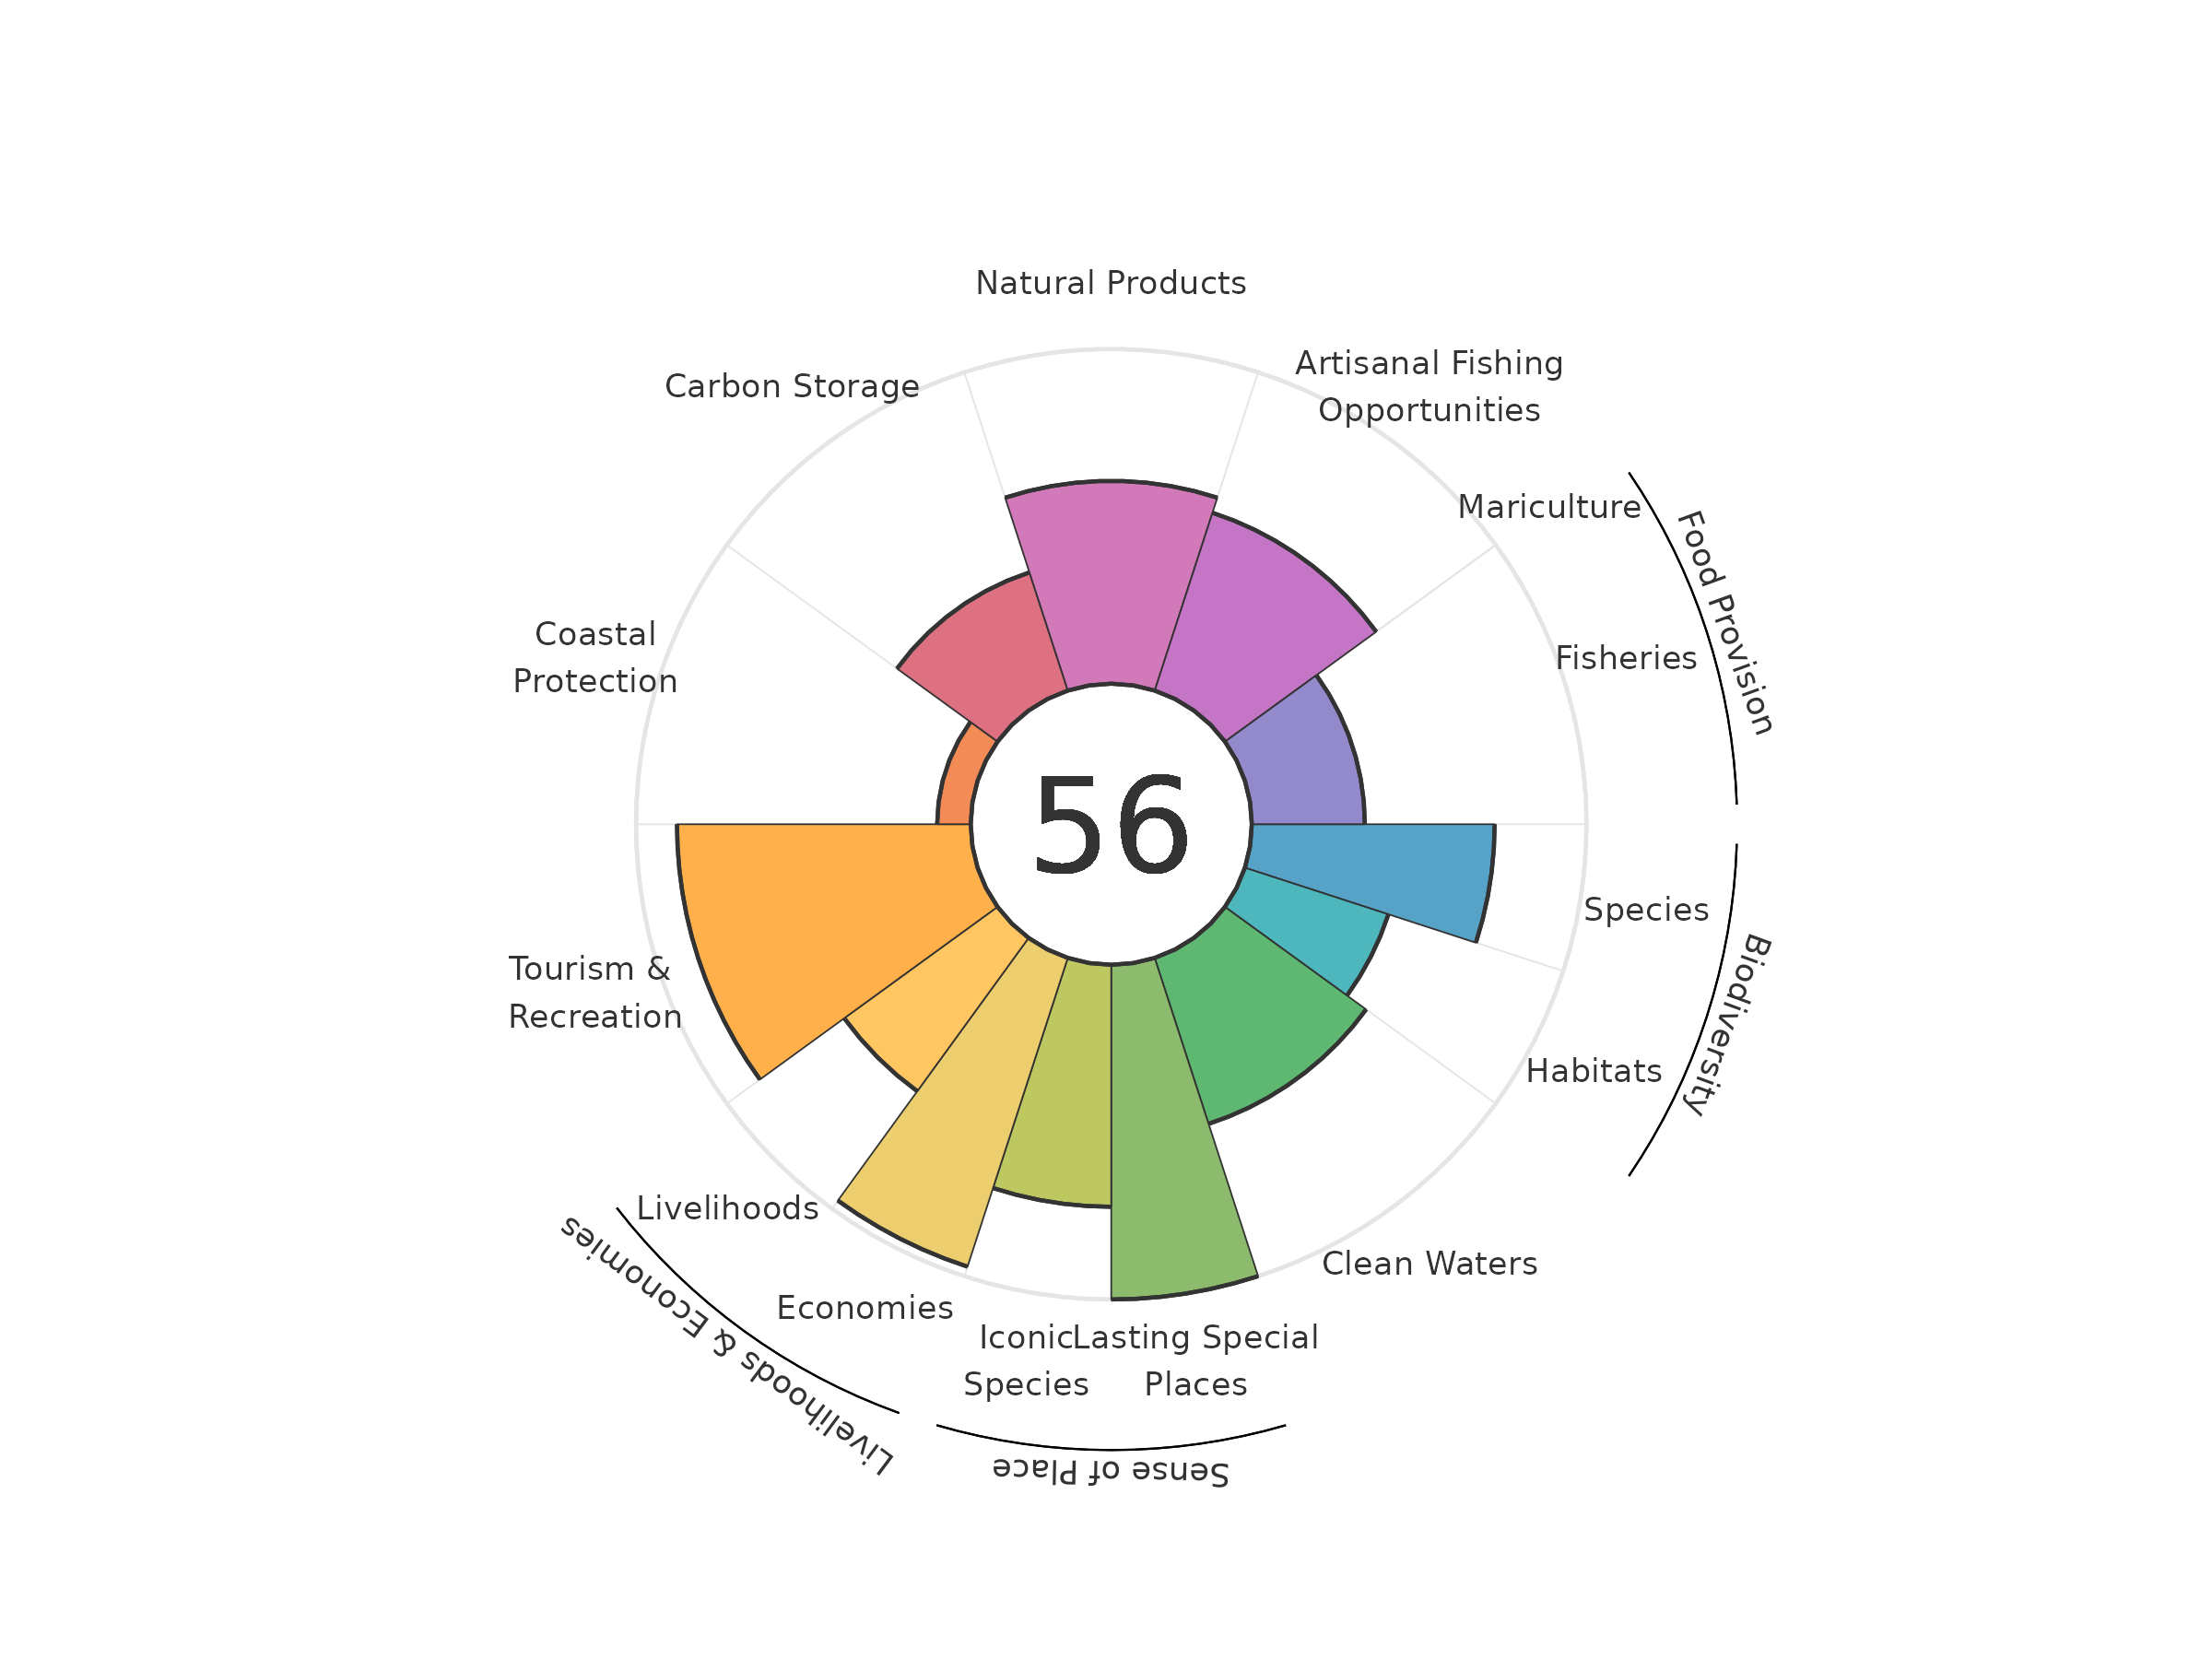 Natural Products
Artisanal Fishing
Opportunities
Carbon Storage
Mariculture
Food Provision
Fisheries
Coastal
Protection
56
Species
Biodiversity
Tourism &
Recreation
Habitats
Livelihoods
Clean Waters
Livelihoods & Economies
Economies
Iconic
Species
Lasting Special
Places
Sense of Place